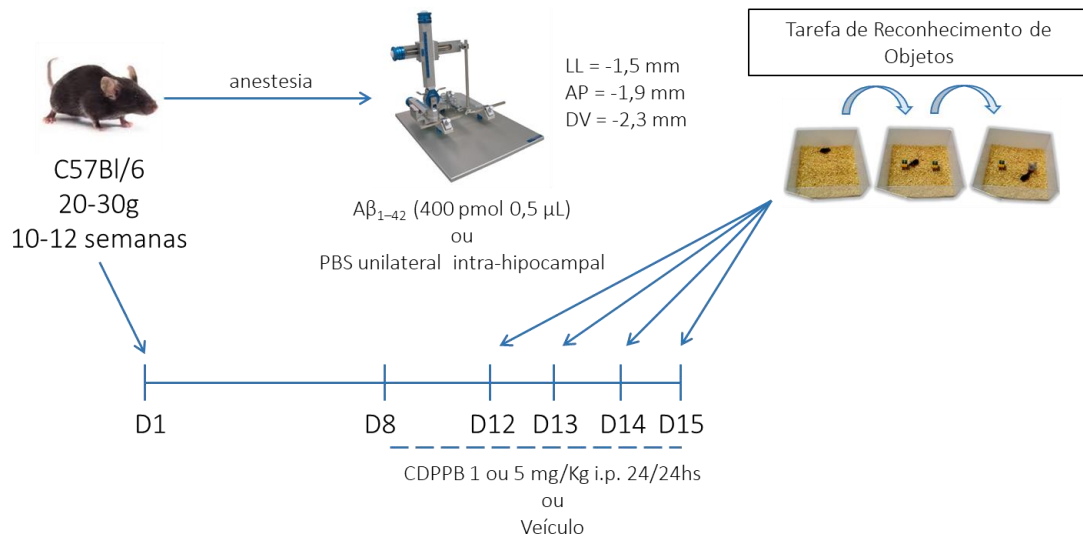 Tarefa de Reconhecimento de
Objetos
anestesia
LL = -1,5 mm
AP = -1,9 mm
DV = -2,3 mm
C57Bl/6
20-30g
10-12 semanas
Aβ₁₋₄₂ (400 pmol 0,5 µL)
ou
PBS unilateral intra-hipocampal
D1
D8
D12
D13
D14
D15
CDPPB 1 ou 5 mg/Kg i.p. 24/24hs
ou
Veículo